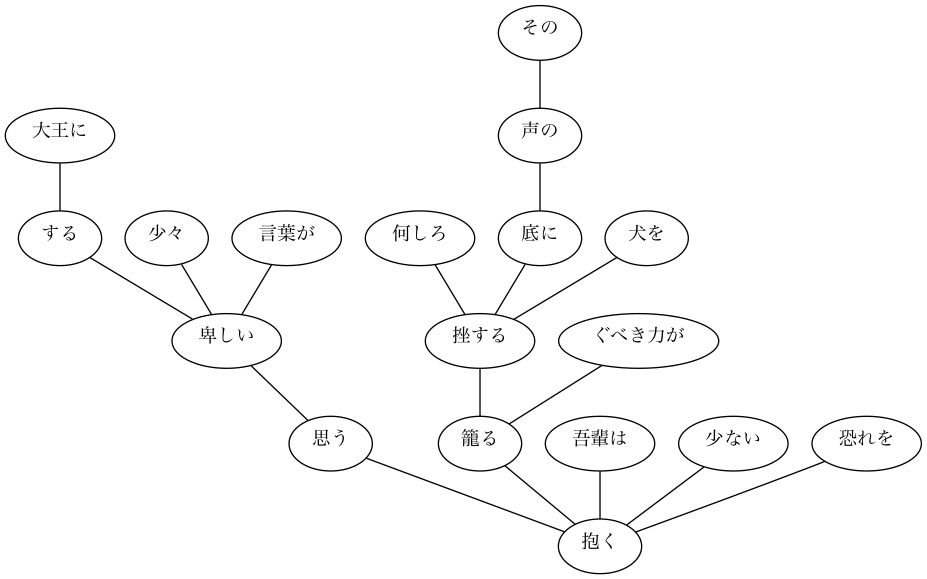 その
大王に
声の
する
少々
言葉が
何しろ
底に
犬を
卑しい
挫する
ぐべき力が
思う
籠る
吾輩は
少ない
恐れを
抱く